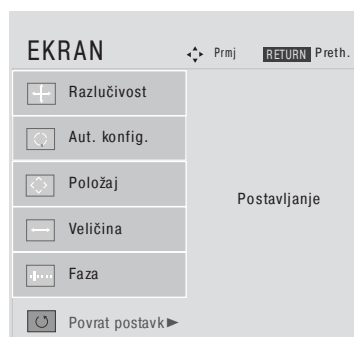 EKRAN
Prmj RETURN Preth.
Razlučivost
Aut. konfig.
Položaj
Postavljanje
Veličina
Faza
Povrat postavk►